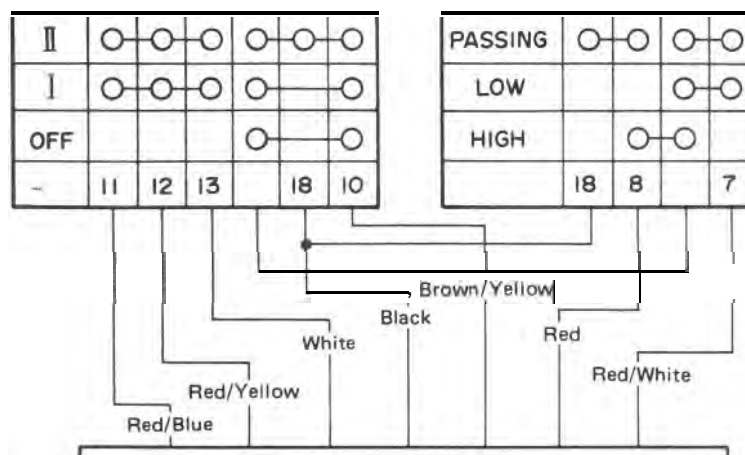 II
I
OFF
- 11 12 13 18 10
PASSING
LOW
HIGH
18 8 7
Brown/Yellow
Black
White
Red
Red/White
Red/Yellow
Red/Blue